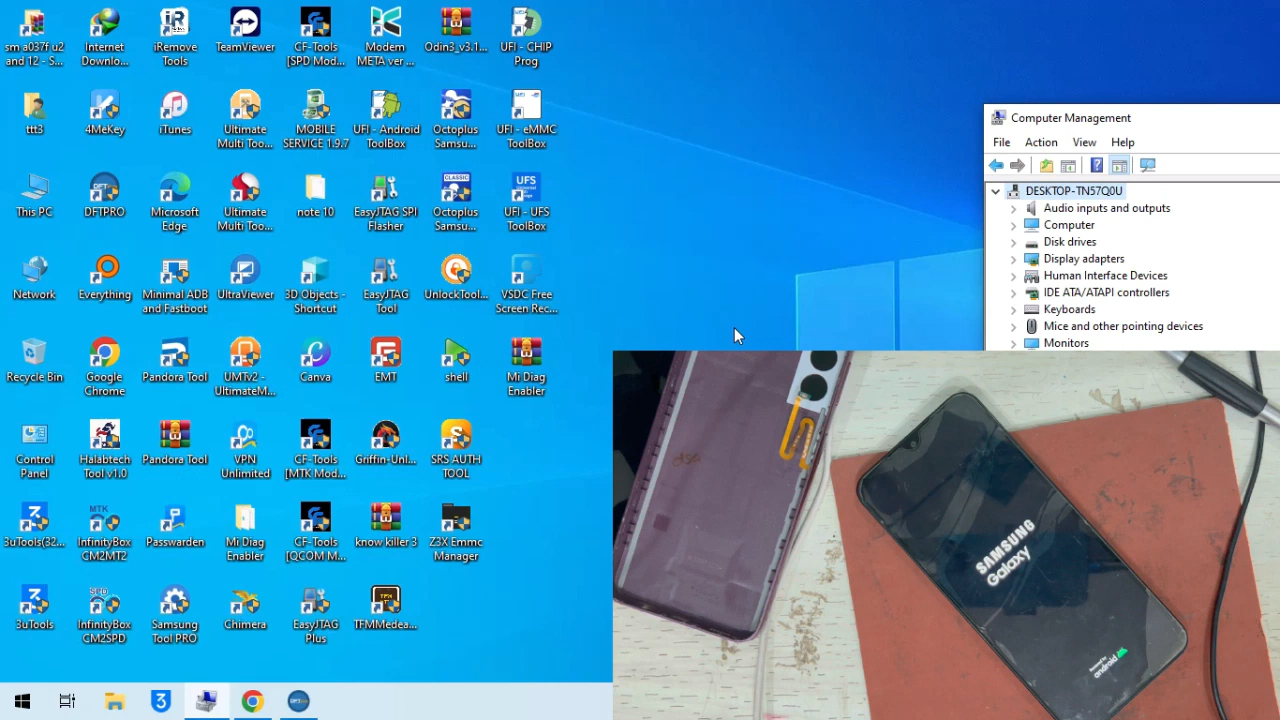 sm a037f u2
and 12 - S...
Internet
Downlo...
iRemove
Tools
TeamViewer
CF-Tools
[SPD Mod...
Modem
META ver ...
Odin3_v3.1...
UFI - CHIP
Prog
ttt3
4MeKey
iTunes
Ultimate
Multi Too...
MOBILE
SERVICE 1.9.7
UFI - Android
ToolBox
Octoplus
Samsu...
UFI - eMMC
ToolBox
This PC
DFTPRO
Microsoft
Edge
Ultimate
Multi Too...
note 10
EasyJTAG SPI
Flasher
CLASSIC
Octoplus
Samsu...
UFS
UFI - UFS
ToolBox
Network
Everything
Minimal ADB
and Fastboot
UltraViewer
3D Objects -
Shortcut
EasyJTAG
Tool
UnlockTool...
VSDC Free
Screen Rec...
Recycle Bin
Google
Chrome
Pandora Tool
UMTv2 -
UltimateM...
Canva
EMT
shell
Mi Diag
Enabler
Control
Panel
Halabtech
Tool v1.0
Pandora Tool
VPN
Unlimited
CF-Tools
[MTK Mod...
Griffin-Unl...
SRS AUTH
TOOL
3uTools(32...
MTK
InfinityBox
CM2MT2
Passwarden
Mi Diag
Enabler
CF-Tools
[QCOM M...
know killer 3
Z3X Emmc
Manager
3uTools
SPD
InfinityBox
CM2SPD
Samsung
Tool PRO
Chimera
EasyJTAG
Plus
TFM
TFMMedea...
Computer Management
File Action View Help
DESKTOP-TN57Q0U
Audio inputs and outputs
Computer
Disk drives
Display adapters
Human Interface Devices
IDE ATA/ATAPI controllers
Keyboards
Mice and other pointing devices
Monitors
SAMSUNG
Galaxy
Powered by
android